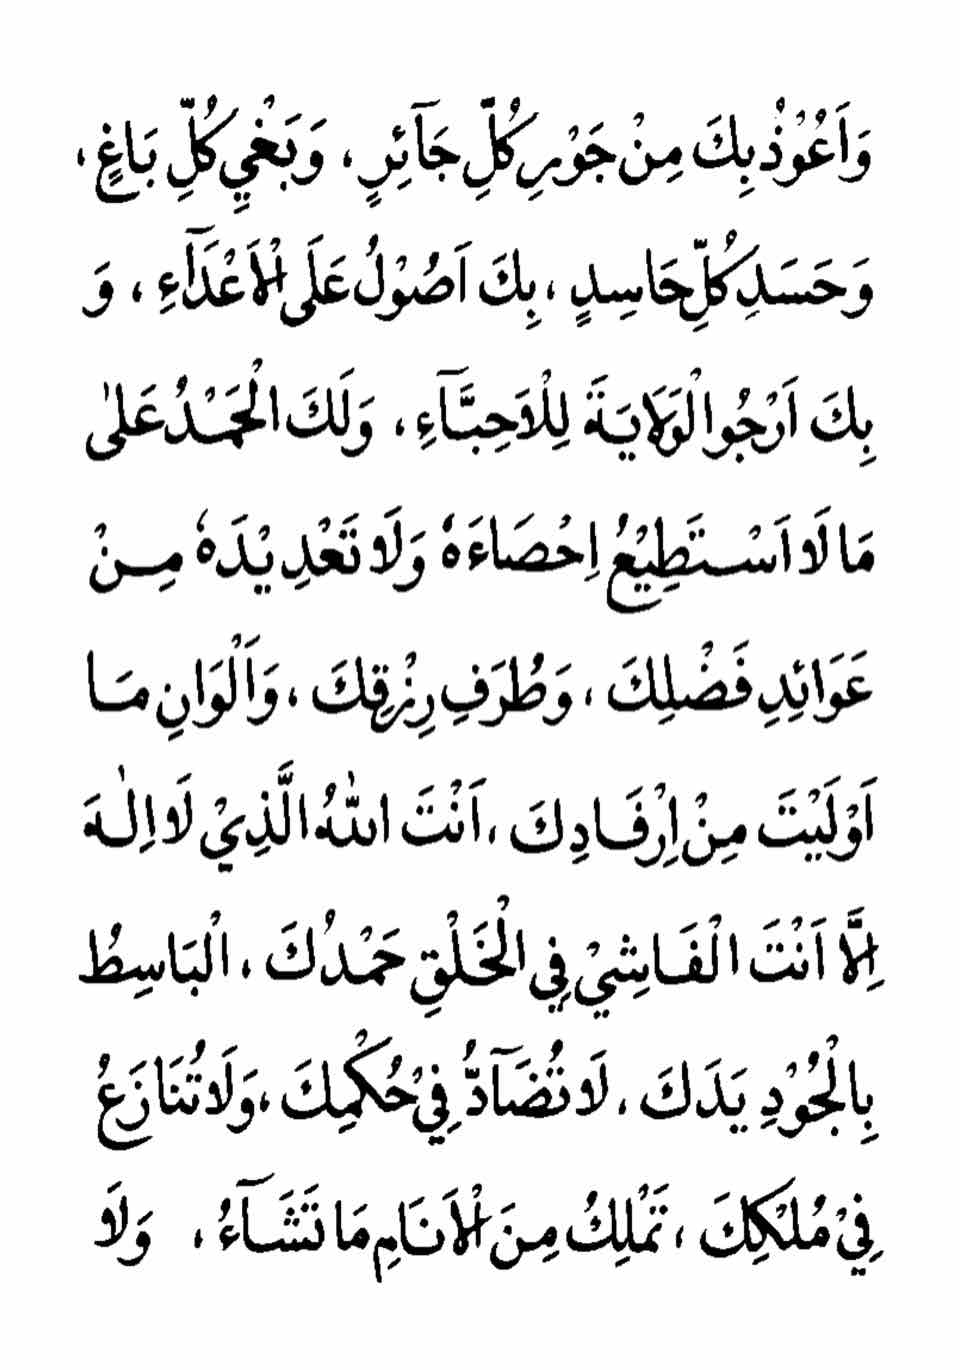 وَاَعُوْذُ بِكَ مِنْ جَوْرِ كُلِّ جَآئِرٍ ، وَبَغْيِ كُلِّ بَاغٍ ،
وَحَسَدِ كُلِّ حَاسِدٍ ، بِكَ اَصُوْلُ عَلَى الْاَعْدَآءِ ، وَ
بِكَ اَرْجُوا الْوَلَايَةَ لِلْاَحِبَّآءِ ، وَلَكَ الْحَمْدُ عَلٰى
مَا لَا اَسْتَطِيْعُ اِحْصَاءَهٗ وَلَا تَعْدِيْدَهٗ مِنْ
عَوَائِدِ فَضْلِكَ ، وَطُرَفِ رِزْقِكَ ، وَاَلْوَانِ مَا
اَوْلَيْتَ مِنْ اِرْفَادِكَ ، اَنْتَ اللّٰهُ الَّذِيْ لَا اِلٰهَ
اِلَّا اَنْتَ الْفَاشِيْ فِي الْخَلْقِ حَمْدُكَ ، الْبَاسِطُ
بِالْجُوْدِ يَدَكَ ، لَا تُضَآدُّ فِيْ حُكْمِكَ ، وَلَا تُنَازَعُ
فِيْ مُلْكِكَ ، تَمْلِكُ مِنَ الْاَنَامِ مَا تَشَآءُ ، وَلَا